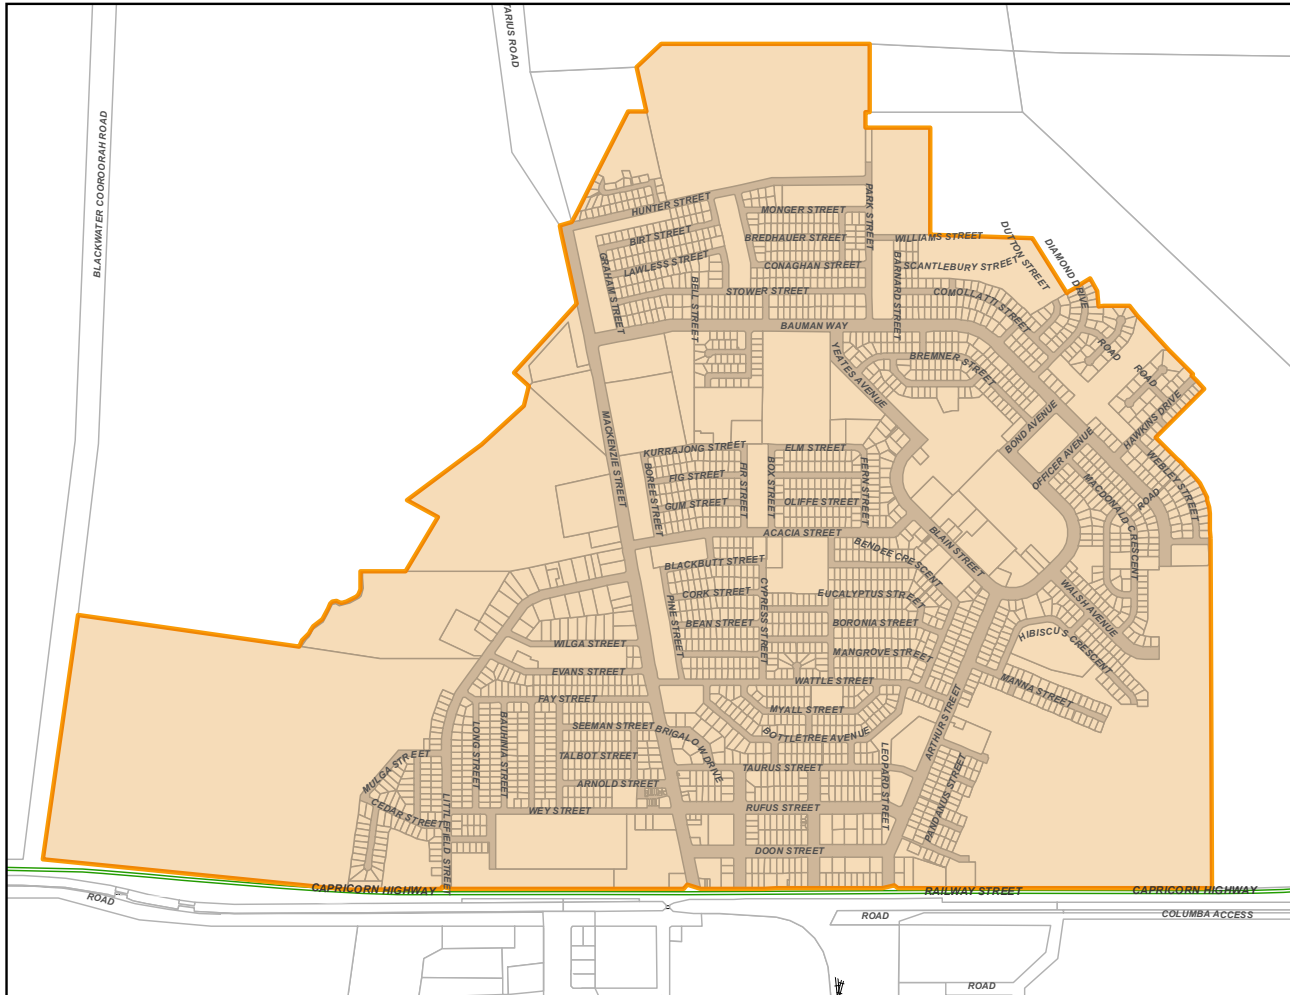 TARIUS ROAD
BLACKWATER COOROORAH ROAD
HUNTER STREET
PARK STREET
MONGER STREET
BIRT STREET
BREDHAUER STREET
WILLIAMS STREET
DUTTON STREET
DIAMOND DRIVE
LAWLESS STREET
CONAGHAN STREET
SCANTLEBURY STREET
GRAHAM STREET
BELL STREET
STOWER STREET
BARNARD STREET
COMOLLATTI STREET
BAUMAN WAY
YEATES AVENUE
BREMNER STREET
ROAD
ROAD
HAWKINS DRIVE
BOND AVENUE
OFFICER AVENUE
WEBLEY STREET
MACKENZIE STREET
KURRAJONG STREET
ELM STREET
BOREE STREET
FIG STREET
FIR STREET
BOX STREET
FERN STREET
GUM STREET
OLIFFE STREET
MACDONALD CRESCENT
ROAD
ACACIA STREET
BLAIN STREET
BENDEE CRESCENT
BLACKBUTT STREET
PINE STREET
CORK STREET
CYPRESS STREET
EUCALYPTUS STREET
WALSH AVENUE
BEAN STREET
BORONIA STREET
HIBISCUS CRESCENT
WILGA STREET
MANGROVE STREET
EVANS STREET
WATTLE STREET
MANNA STREET
FAY STREET
MYALL STREET
ARTHUR STREET
LONG STREET
BAUHINIA STREET
SEEMAN STREET
BRIGALOW DRIVE
BOTTLETREE AVENUE
MULGA STREET
TALBOT STREET
TAURUS STREET
LEOPARD STREET
ARNOLD STREET
PANDANUS STREET
CEDAR STREET
LITTLEFIELD STREET
WEY STREET
RUFUS STREET
DOON STREET
CAPRICORN HIGHWAY
RAILWAY STREET
CAPRICORN HIGHWAY
ROAD
ROAD
COLUMBA ACCESS
ROAD